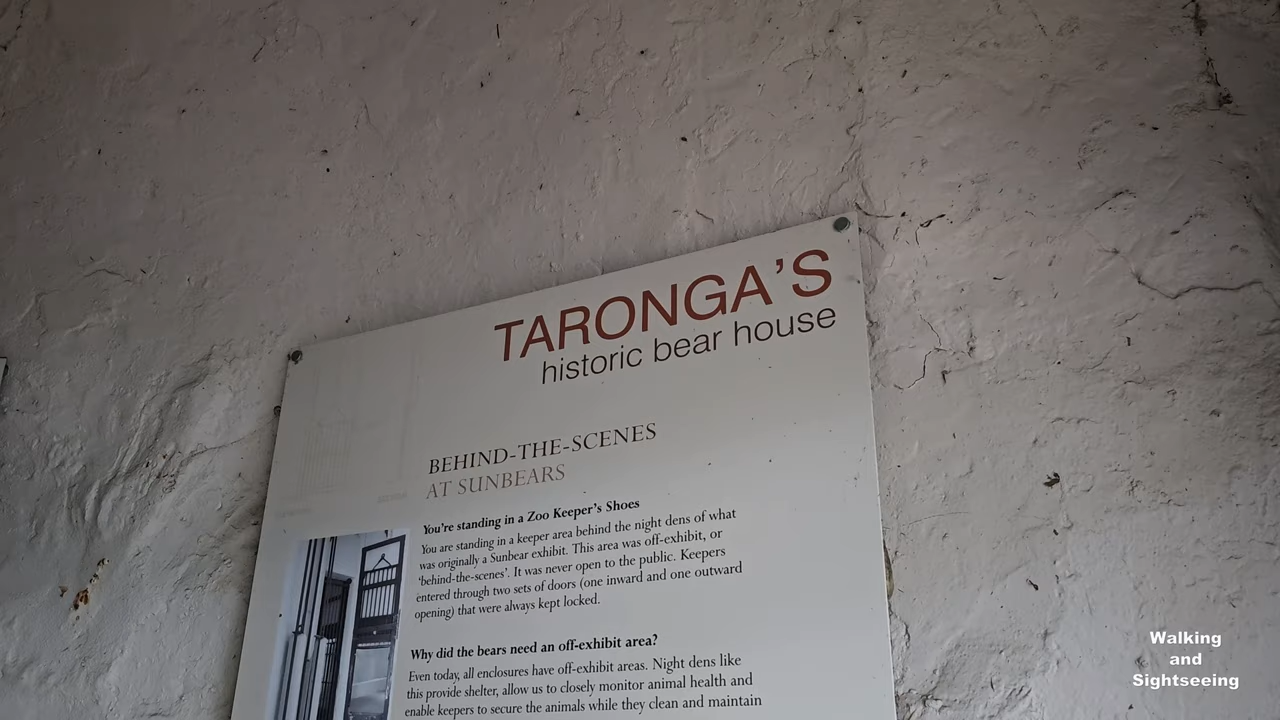 TARONGA'S
historic bear house
BEHIND-THE-SCENES
AT SUNBEARS
You're standing in a Zoo Keeper's Shoes
You are standing in a keeper area behind the night dens of what
was originally a Sunbear exhibit. This area was off-exhibit, or
'behind-the-scenes'. It was never open to the public. Keepers
entered through two sets of doors (one inward and one outward
opening) that were always kept locked.
Why did the bears need an off-exhibit area?
Even today, all enclosures have off-exhibit areas. Night dens like
this provide shelter, allow us to closely monitor animal health and
enable keepers to secure the animals while they clean and maintain
Walking
and
Sightseeing